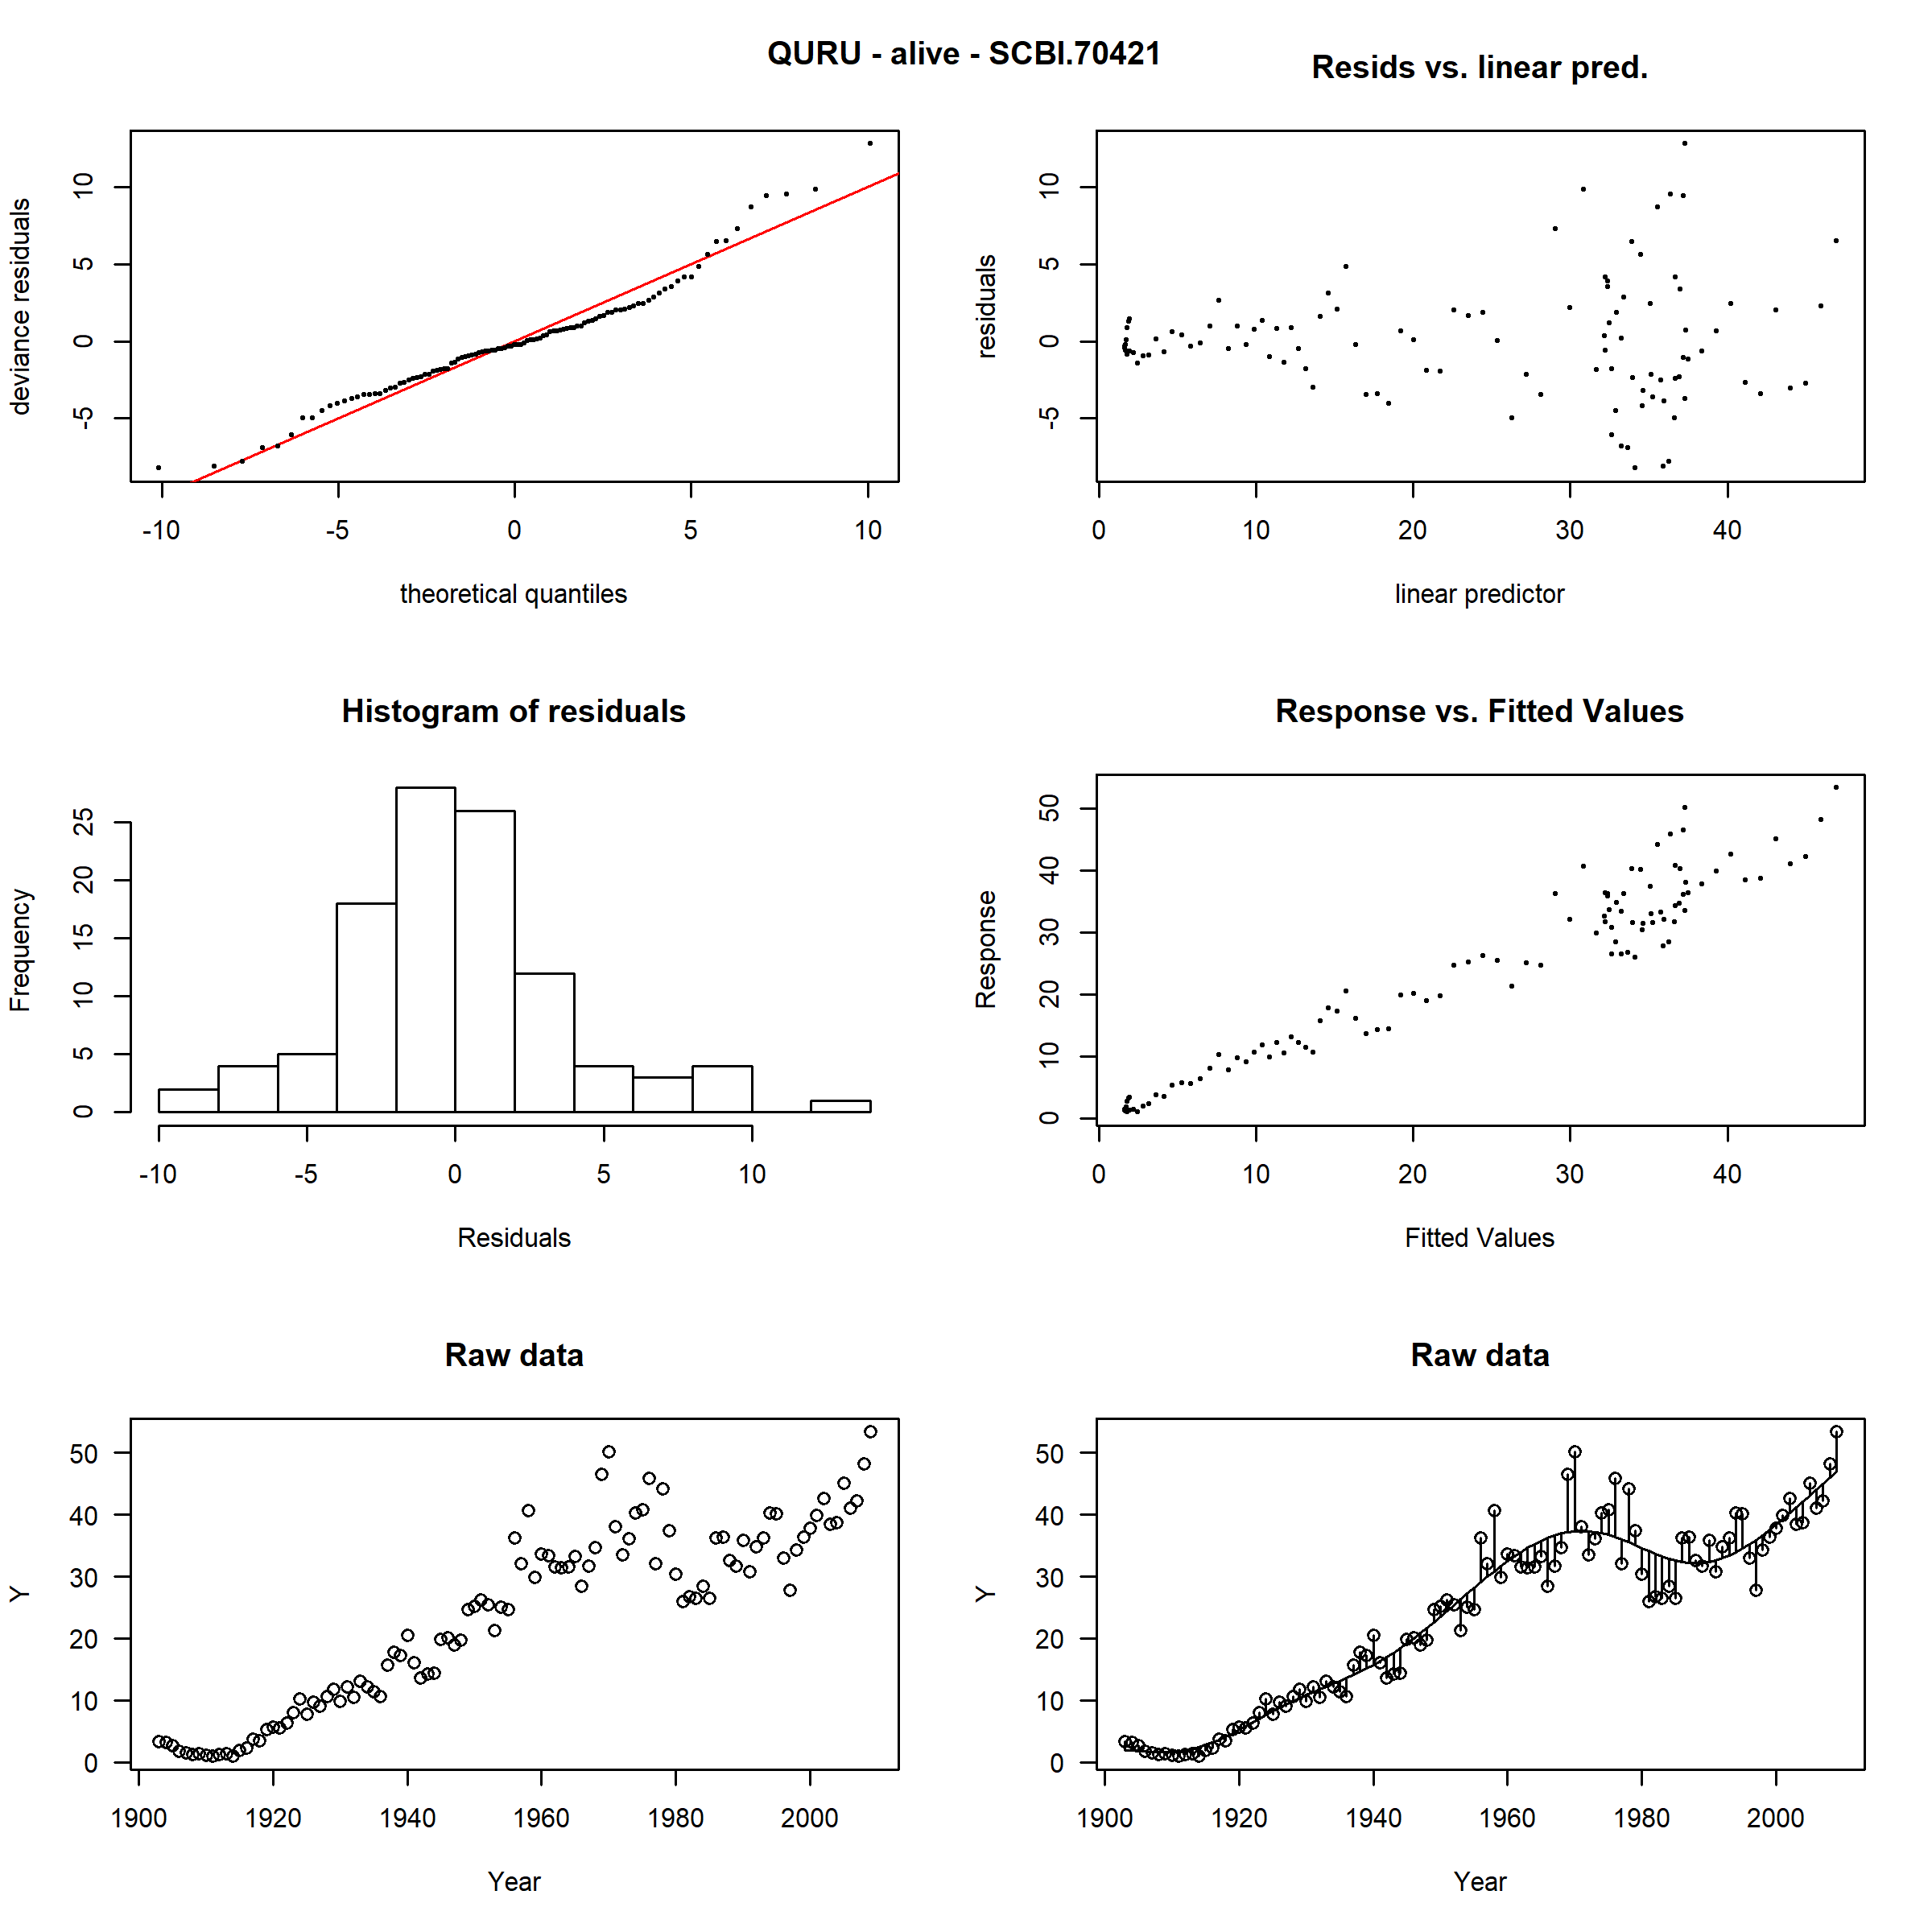 QURU - alive - SCBI.70421
Resids vs. linear pred.
deviance residuals
10
5
0
-5
-10 -5 0 5 10
theoretical quantiles
residuals
10
5
0
-5
0 10 20 30 40
linear predictor
Histogram of residuals
Frequency
25
20
15
10
5
0
-10 -5 0 5 10
Residuals
Response vs. Fitted Values
Response
50
40
30
20
10
0
0 10 20 30 40
Fitted Values
Raw data
Y
50
40
30
20
10
0
1900 1920 1940 1960 1980 2000
Year
Raw data
Y
50
40
30
20
10
0
1900 1920 1940 1960 1980 2000
Year